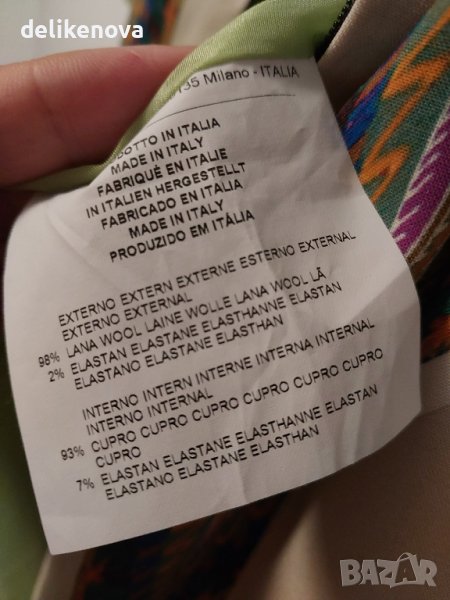 delikenova
135 Milano - ITALIA
DOTTO IN ITALIA
MADE IN ITALY
FABRIQUÉ EN ITALIE
IN ITALIEN HERGESTELLT
FABRICADO EN ITALIA
MADE IN ITALY
PRODUZIDO EM ITÁLIA
EXTERNO EXTERN EXTERNE ESTERNO EXTERNAL
EXTERNO EXTERNAL
98% LANA WOOL LAINE WOLLE LANA WOOL LÃ
2% ELASTAN ELASTANE ELASTHANNE ELASTAN
ELASTANO ELASTANE ELASTHAN
INTERNO INTERN INTERNE INTERNA INTERNAL
INTERNO INTERNAL
93% CUPRO CUPRO CUPRO CUPRO CUPRO CUPRO
CUPRO
7% ELASTAN ELASTANE ELASTHANNE ELASTAN
ELASTANO ELASTANE ELASTHAN
BAZAR